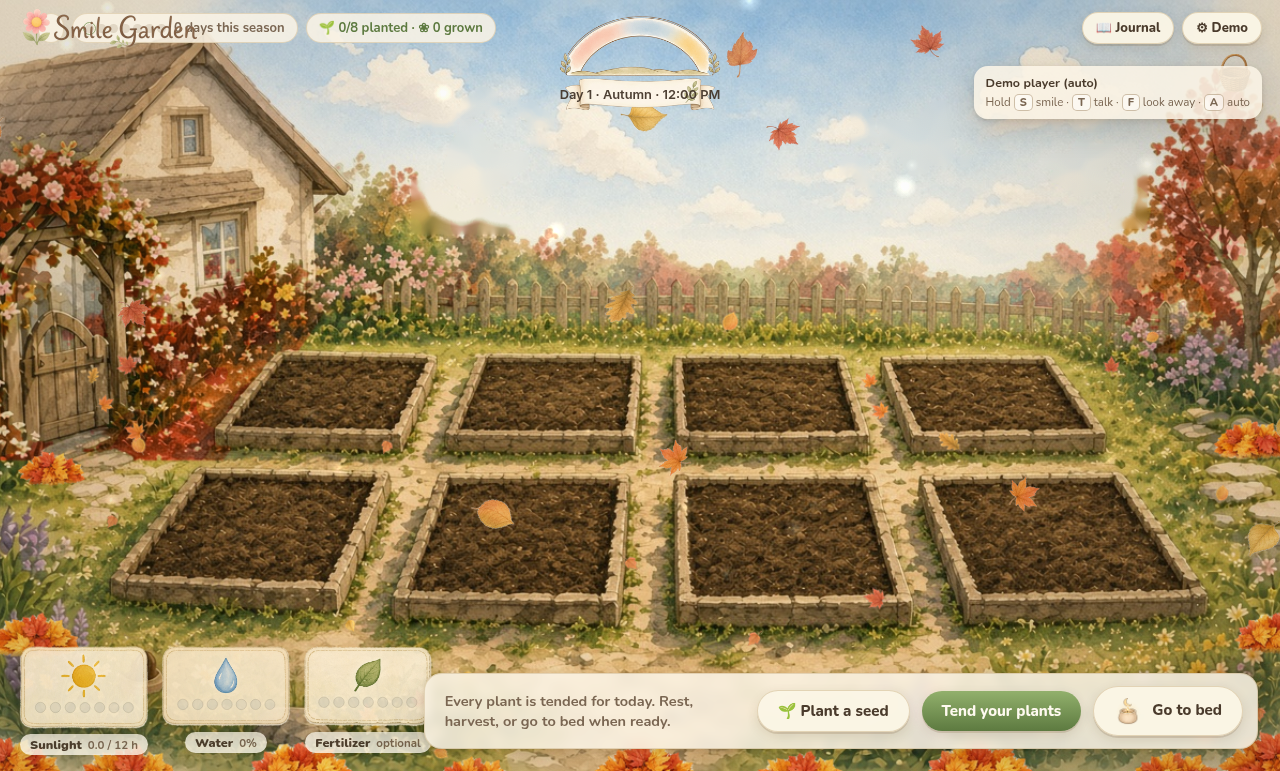 Smile Garden
days this season
🌱 0/8 planted · ❀ 0 grown
Day 1 · Autumn · 12:00 PM
📖 Journal
⚙ Demo
Demo player (auto)
Hold S smile · T talk · F look away · A auto
Every plant is tended for today. Rest,
harvest, or go to bed when ready.
🌱 Plant a seed
Tend your plants
Go to bed
Sunlight 0.0 / 12 h
Water 0%
Fertilizer optional